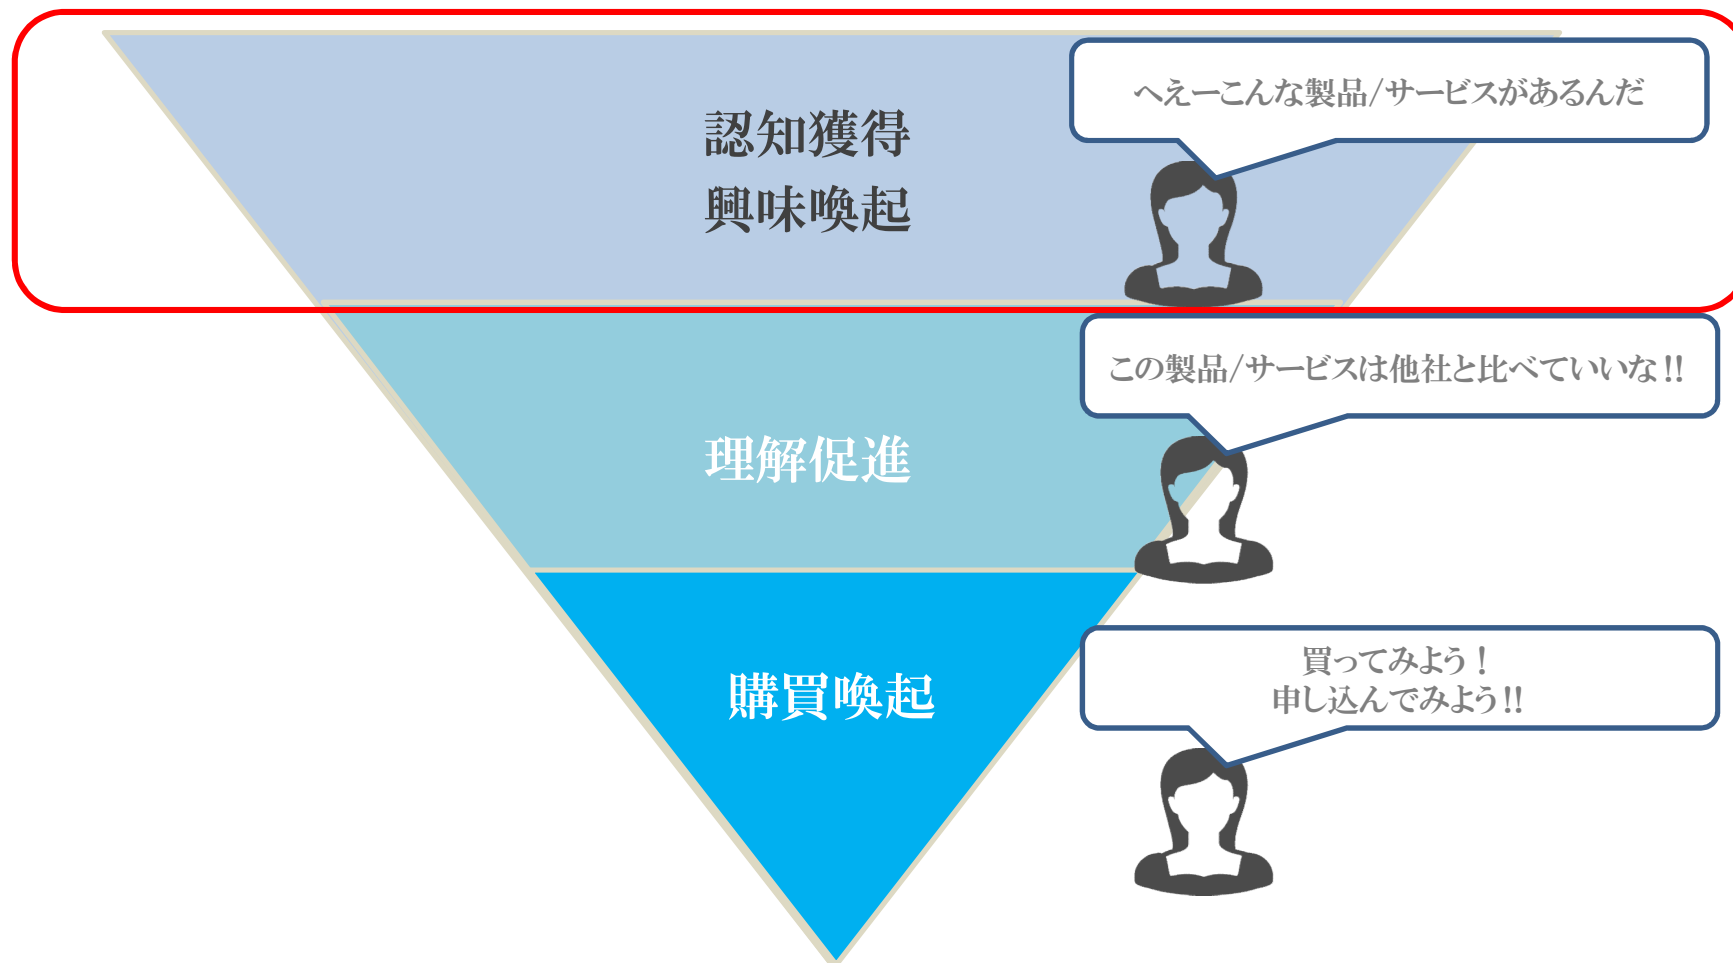 へえーこんな製品/サービスがあるんだ
認知獲得
興味喚起
この製品/サービスは他社と比べていいな!!
理解促進
買ってみよう!
申し込んでみよう!!
購買喚起